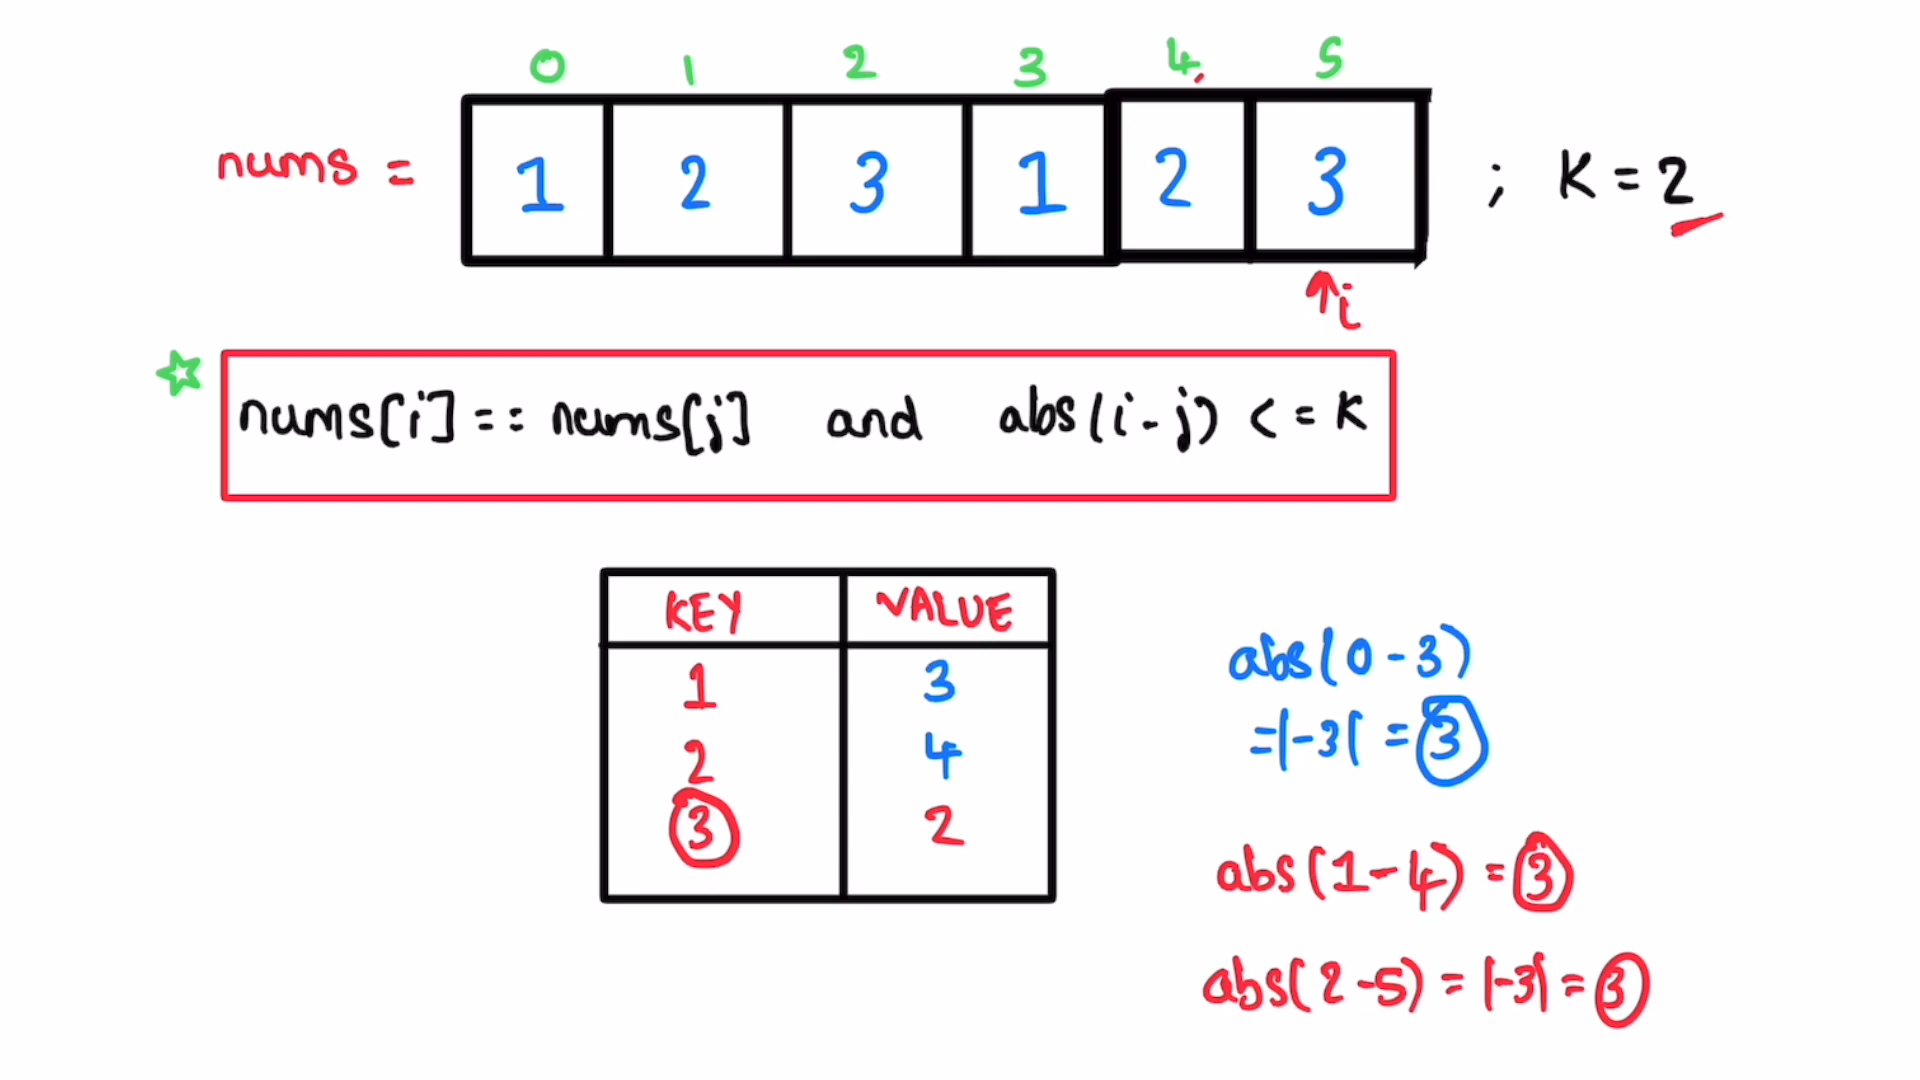 0 1 2 3 4 5
nums = 1 2 3 1 2 3 ; K = 2
i
nums[i] == nums[j] and abs(i-j) <= K
KEY VALUE
1 3
2 4
3 2
abs(0-3)
=|-3| = 3
abs(1-4) = 3
abs(2-5) = |-3| = 3